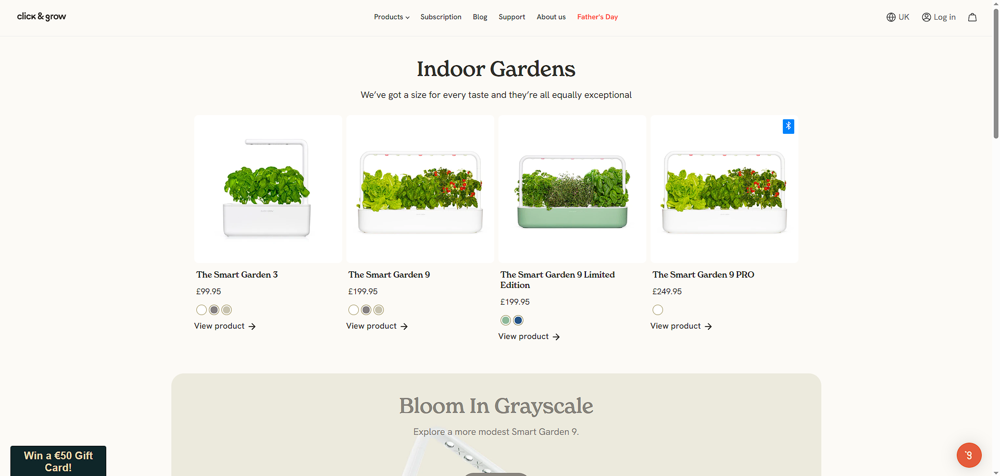 click & grow
Products
Subscription
Blog
Support
About us
Father's Day
UK
Log in
Indoor Gardens
We’ve got a size for every taste and they’re all equally exceptional
The Smart Garden 3
£99.95
View product
The Smart Garden 9
£199.95
View product
The Smart Garden 9 Limited
Edition
£199.95
View product
The Smart Garden 9 PRO
£249.95
View product
Bloom In Grayscale
Explore a more modest Smart Garden 9.
Win a €50 Gift
Card!